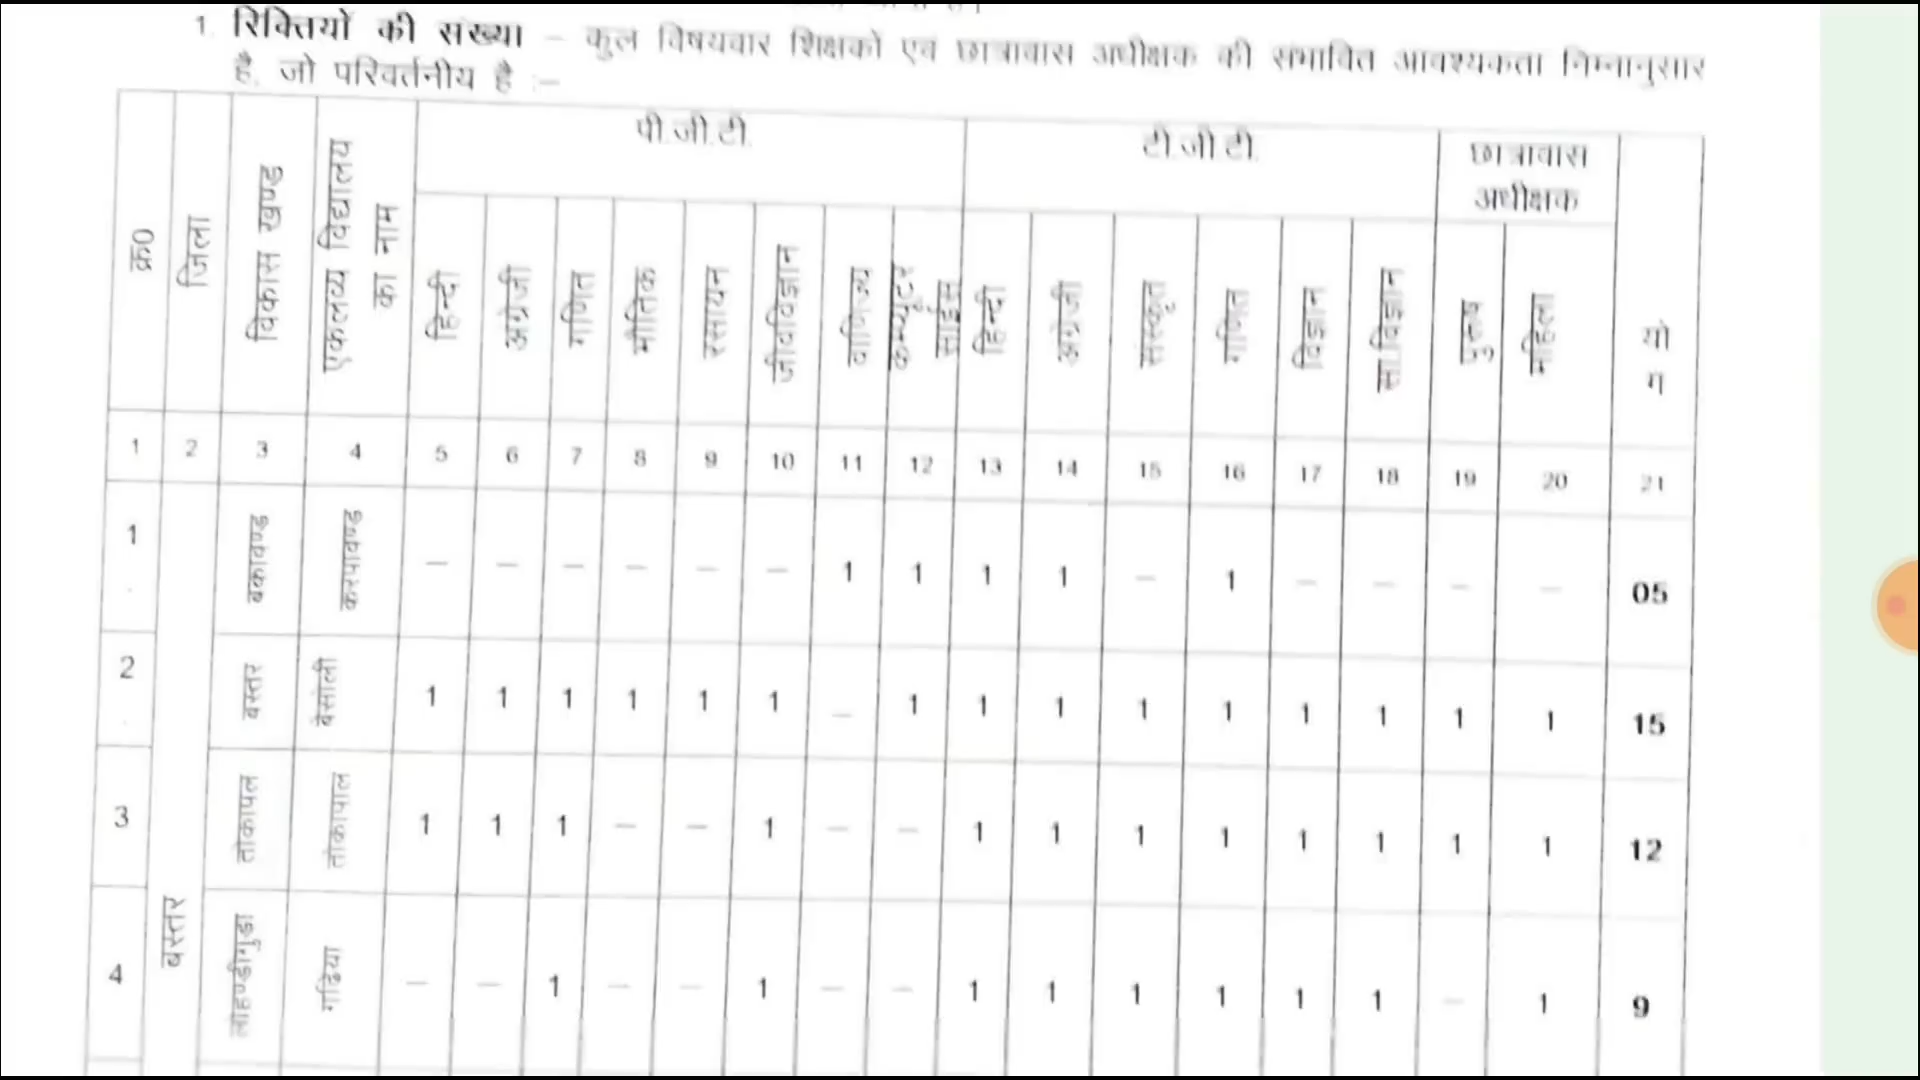 1. रिक्तियों की संख्या – कुल विषयवार शिक्षकों एवं छात्रावास अधीक्षक की संभावित आवश्यकता निम्नानुसार
है, जो परिवर्तनीय है :–
क्र0 जिला विकास खण्ड एकलव्य विद्यालय का नाम पी.जी.टी. टी.जी.टी. छात्रावास अधीक्षक योग
हिन्दी अंग्रेजी गणित भौतिक रसायन जीवविज्ञान वाणिज्य कम्प्यूटर साईंस हिन्दी अंग्रेजी संस्कृत गणित विज्ञान सा.विज्ञान पुरुष महिला
1 2 3 4 5 6 7 8 9 10 11 12 13 14 15 16 17 18 19 20 21
1. बकावण्ड करपावण्ड – – – – – – 1 1 1 1 – 1 – – – – 05
2. बस्तर बेसोली 1 1 1 1 1 1 – 1 1 1 1 1 1 1 1 1 15
3 तोकापल तोकापाल 1 1 1 – – 1 – – 1 1 1 1 1 1 1 1 12
बस्तर
4 लोहण्डीगुडा गढिया – – 1 – – 1 – – 1 1 1 1 1 1 – 1 9